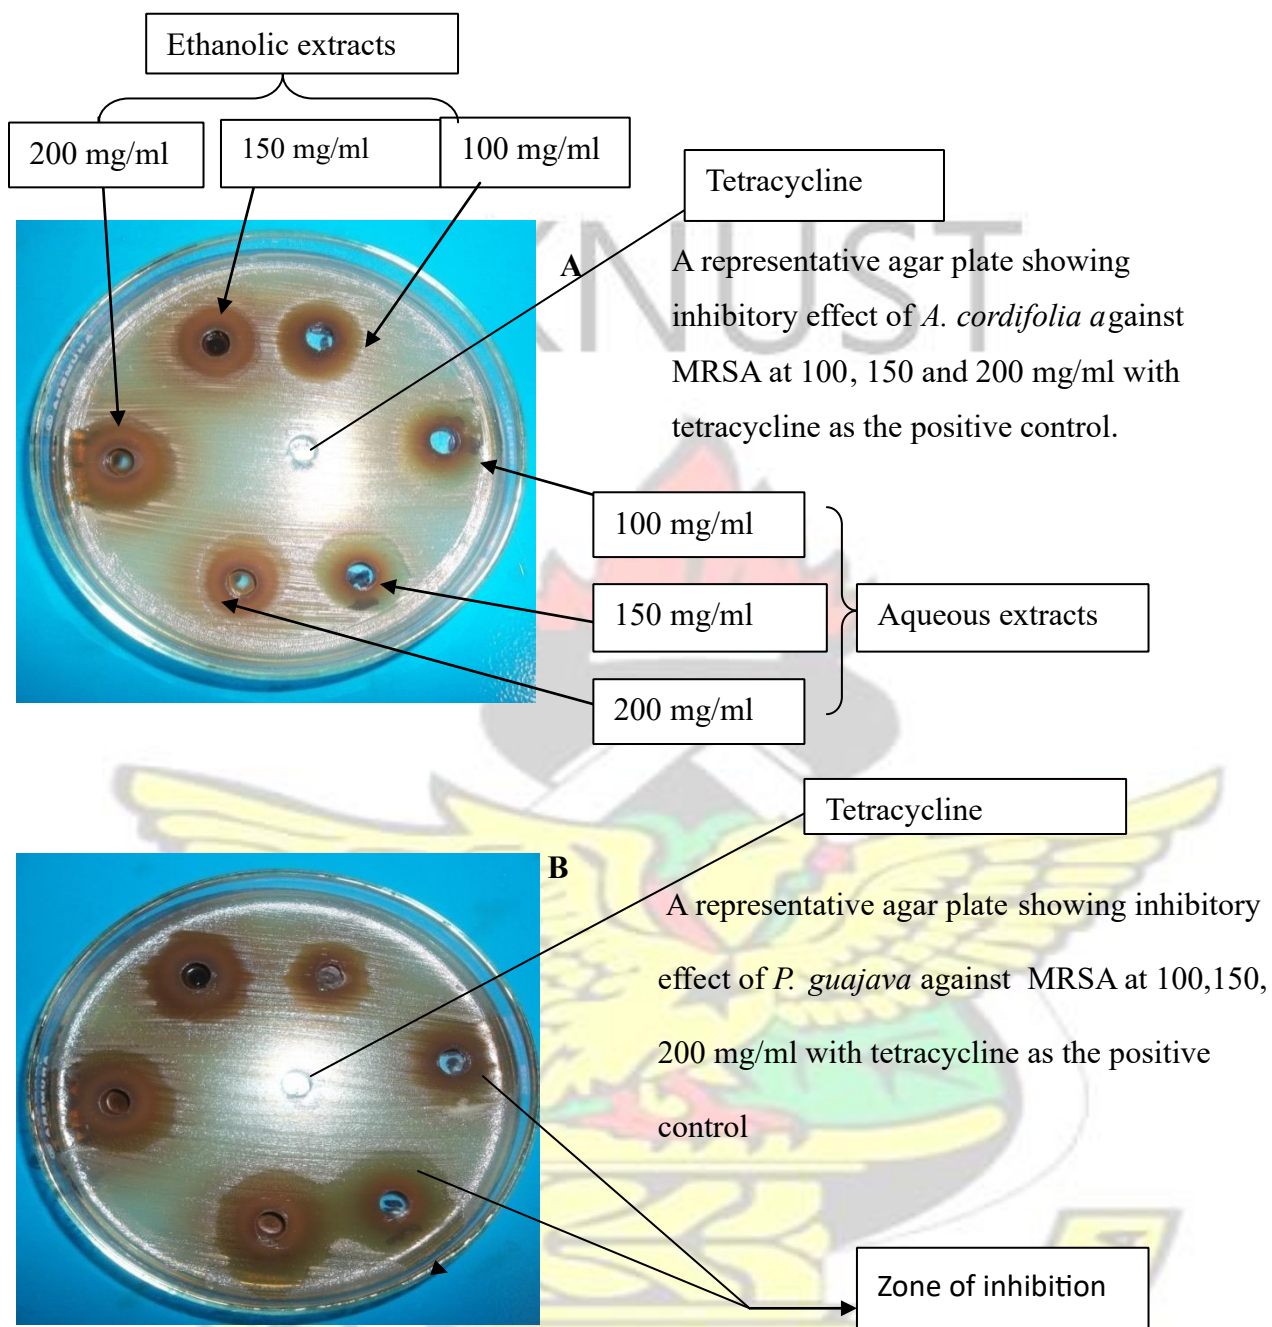 Ethanolic extracts
200 mg/ml
150 mg/ml
100 mg/ml
Tetracycline
KNUST
A
A representative agar plate showing
inhibitory effect of A. cordifolia against
MRSA at 100, 150 and 200 mg/ml with
tetracycline as the positive control.
100 mg/ml
150 mg/ml
Aqueous extracts
200 mg/ml
Tetracycline
B
A representative agar plate showing inhibitory
effect of P. guajava against MRSA at 100,150,
200 mg/ml with tetracycline as the positive
control
Zone of inhibition